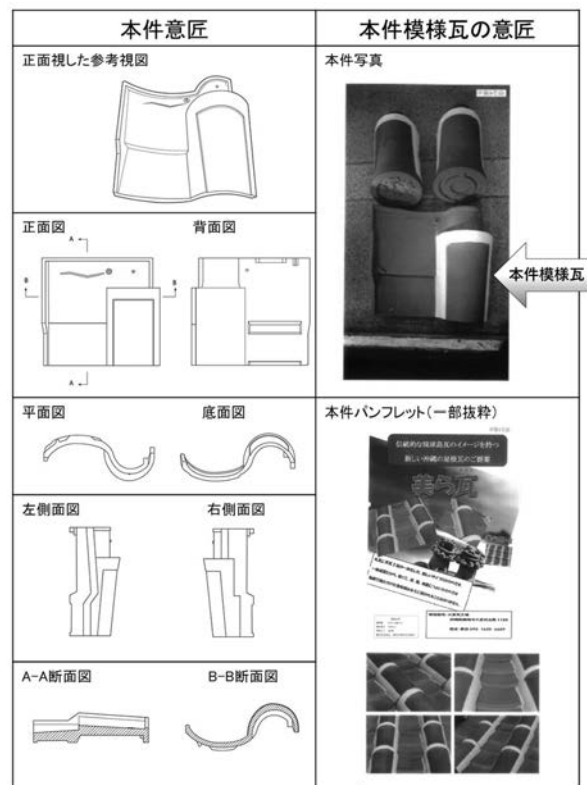 本件意匠
本件模様瓦の意匠
正面視した参考視図
本件写真
本件模様瓦
正面図
背面図
A
B
B
A
平面図
底面図
本件パンフレット(一部抜粋)
伝統的な琉球赤瓦のイメージを持つ
新しい沖縄の屋根瓦のご提案
美ら瓦
左側面図
右側面図
A-A断面図
B-B断面図